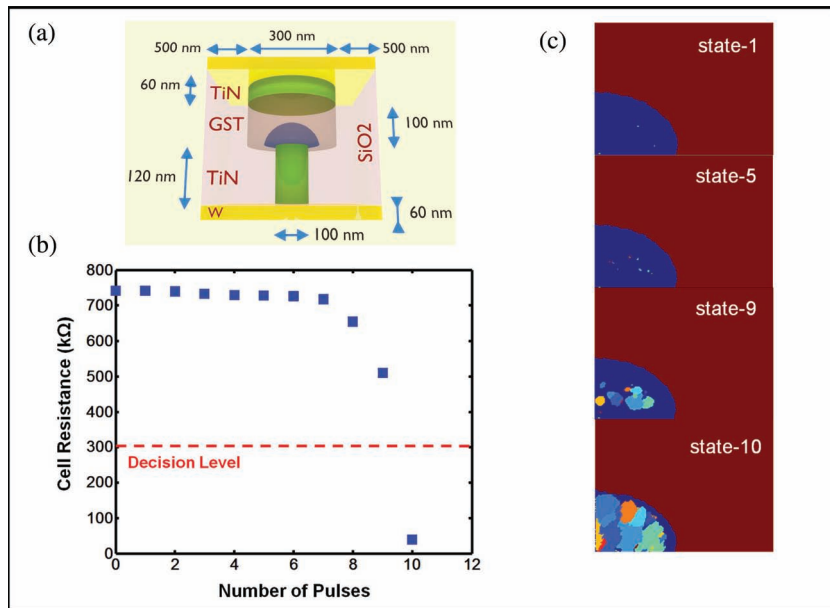 (a)
500 nm
300 nm
500 nm
60 nm
TiN
GST
100 nm
SiO2
120 nm
TiN
W
60 nm
100 nm
(b)
800
700
600
500
400
300
200
100
0
Cell Resistance (kΩ)
Decision Level
0 2 4 6 8 10 12
Number of Pulses
(c)
state-1
state-5
state-9
state-10